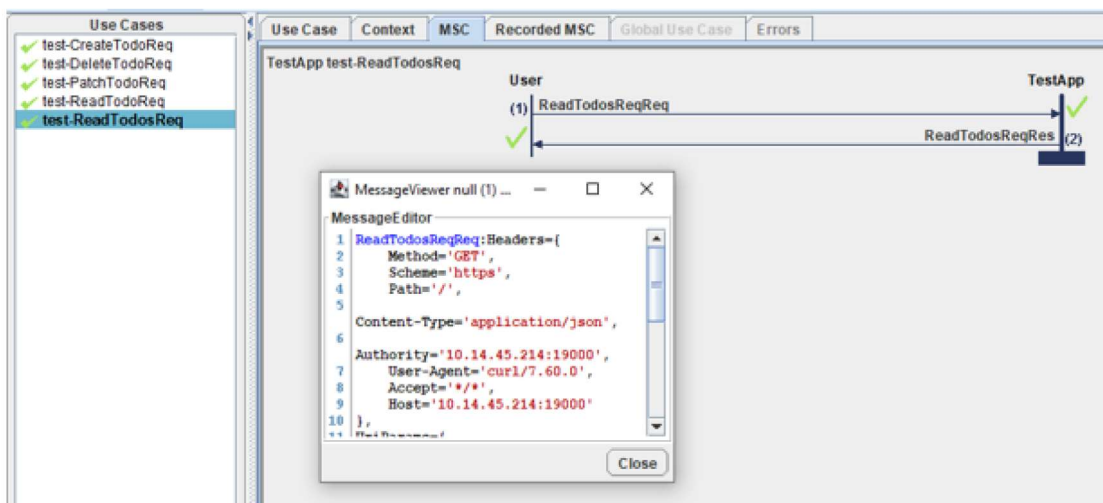 Use Cases
test-CreateTodoReq
test-DeleteTodoReq
test-PatchTodoReq
test-ReadTodoReq
test-ReadTodosReq
Use Case Context MSC Recorded MSC Global Use Case Errors
TestApp test-ReadTodosReq
User TestApp
(1) ReadTodosReqReq
ReadTodosReqRes (2)
MessageViewer null (1) ...
MessageEditor
1 ReadTodosReqReq:Headers={
2 Method='GET',
3 Scheme='https',
4 Path='/',
5
Content-Type='application/json',
6
Authority='10.14.45.214:19000',
7 User-Agent='curl/7.60.0',
8 Accept='*/*',
9 Host='10.14.45.214:19000'
10 },
11 UriParams={
Close